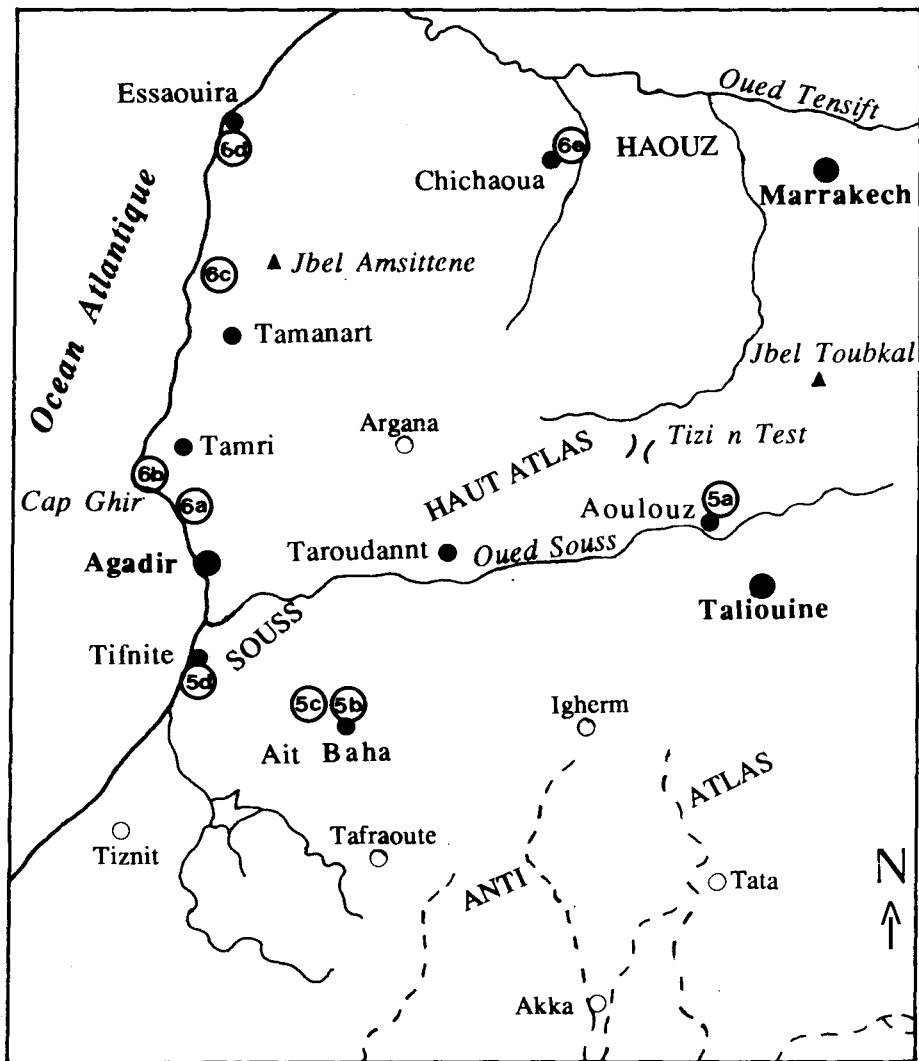 Essaouira
6d
Oued Tensift
6e
HAOUZ
Chichaoua
Marrakech
Ocean Atlantique
6c
Jbel Amsittene
Tamanart
Jbel Toubkal
Argana
Tamri
Tizi n Test
HAUT ATLAS
6b
Cap Ghir
6a
5a
Aoulouz
Agadir
Taroudannt
Oued Souss
Taliouine
SOUSS
Tifnite
5d
5c
5b
Ait Baha
Igherm
ATLAS
Tiznit
Tafraoute
ANTI
Tata
N
Akka